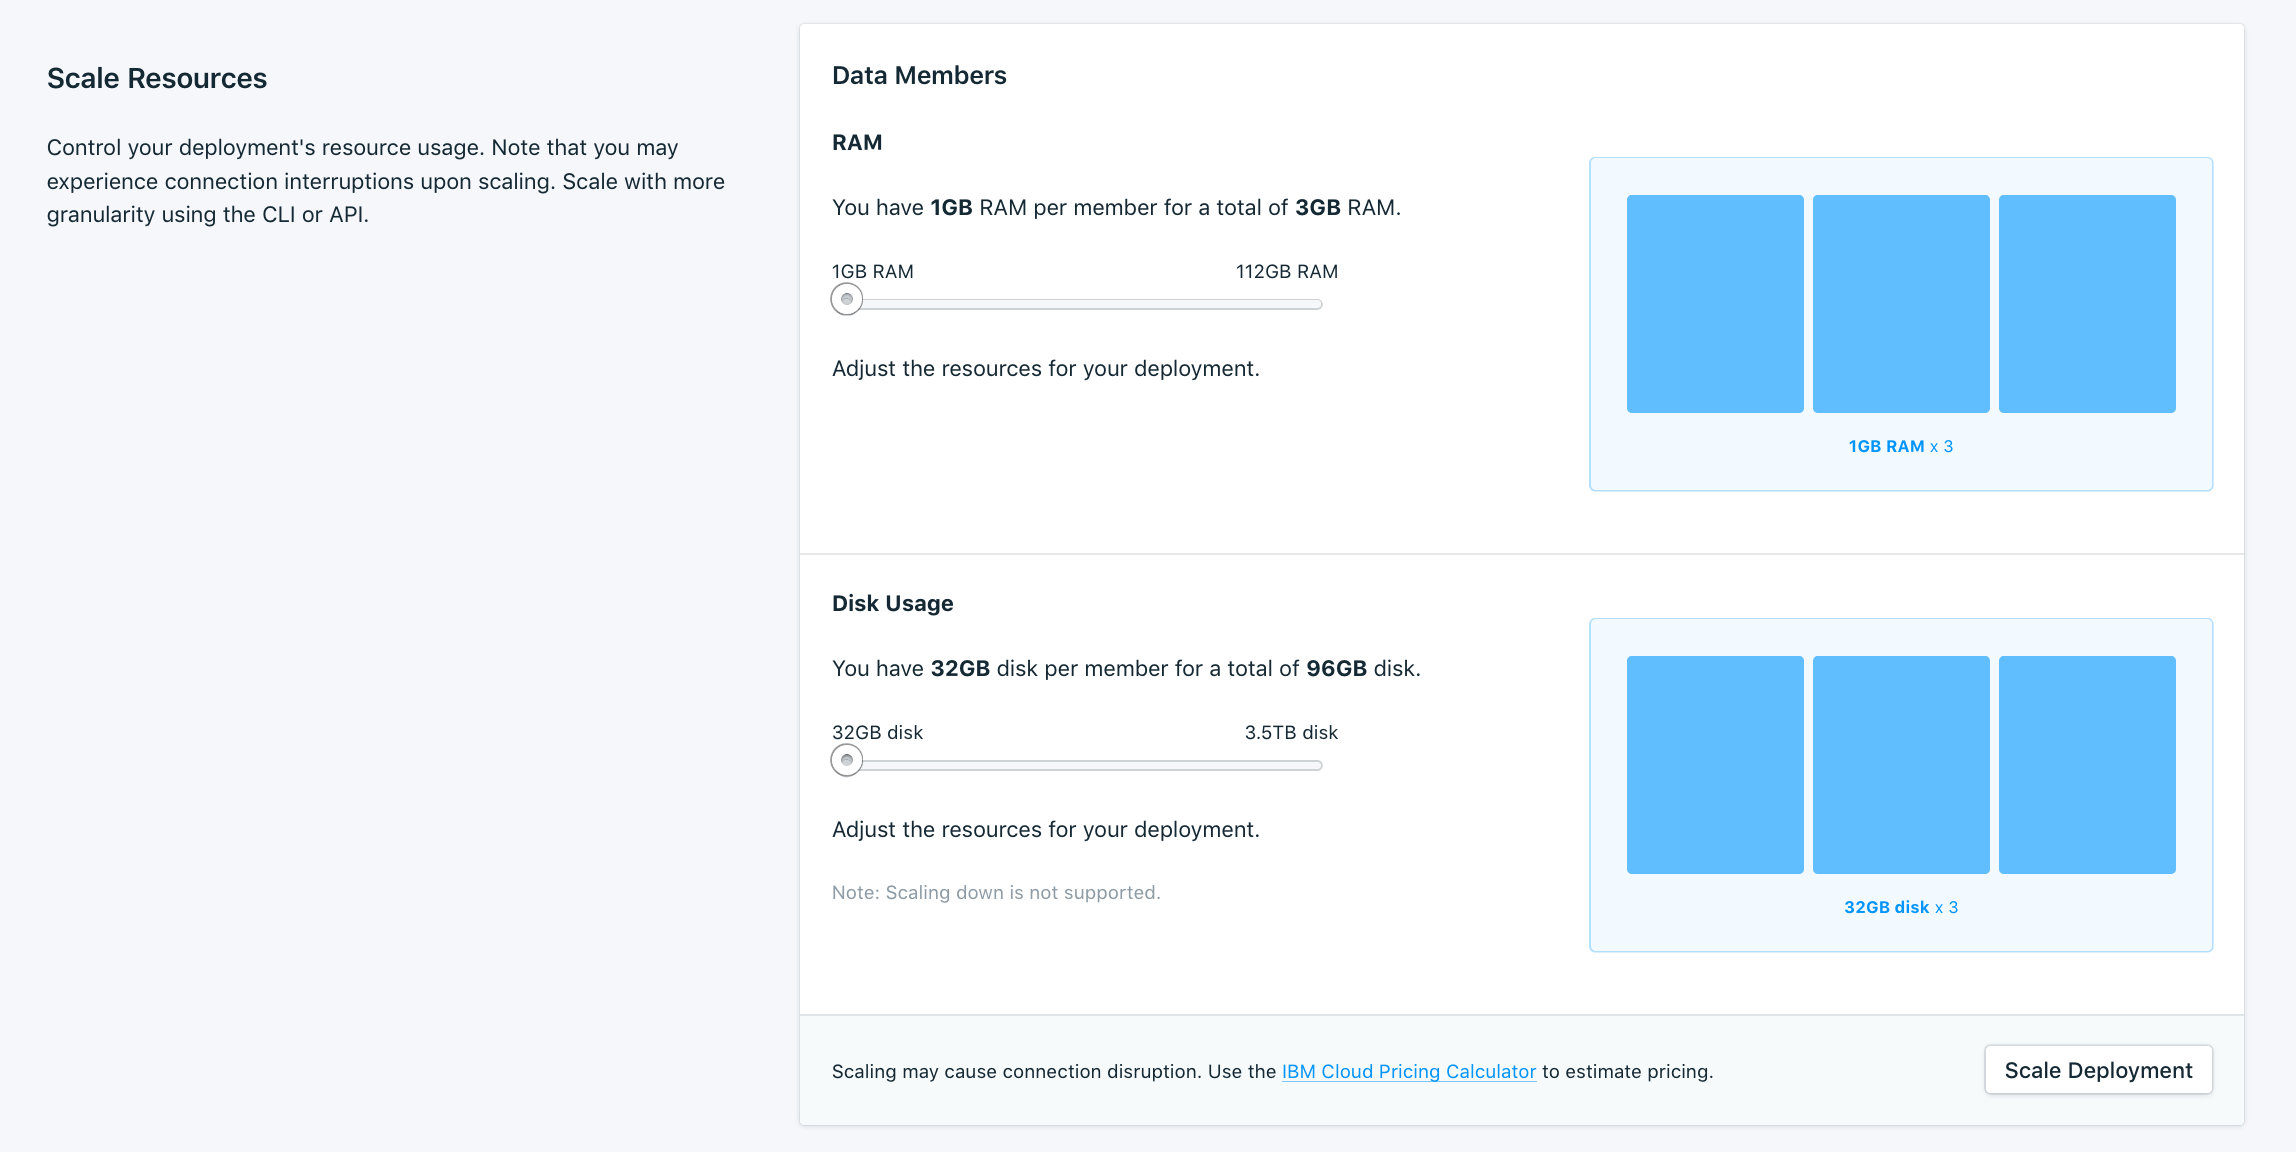 Scale Resources
Control your deployment's resource usage. Note that you may
experience connection interruptions upon scaling. Scale with more
granularity using the CLI or API.
Data Members
RAM
You have 1GB RAM per member for a total of 3GB RAM.
1GB RAM 112GB RAM
Adjust the resources for your deployment.
1GB RAM x 3
Disk Usage
You have 32GB disk per member for a total of 96GB disk.
32GB disk 3.5TB disk
Adjust the resources for your deployment.
Note: Scaling down is not supported.
32GB disk x 3
Scaling may cause connection disruption. Use the IBM Cloud Pricing Calculator to estimate pricing.
Scale Deployment